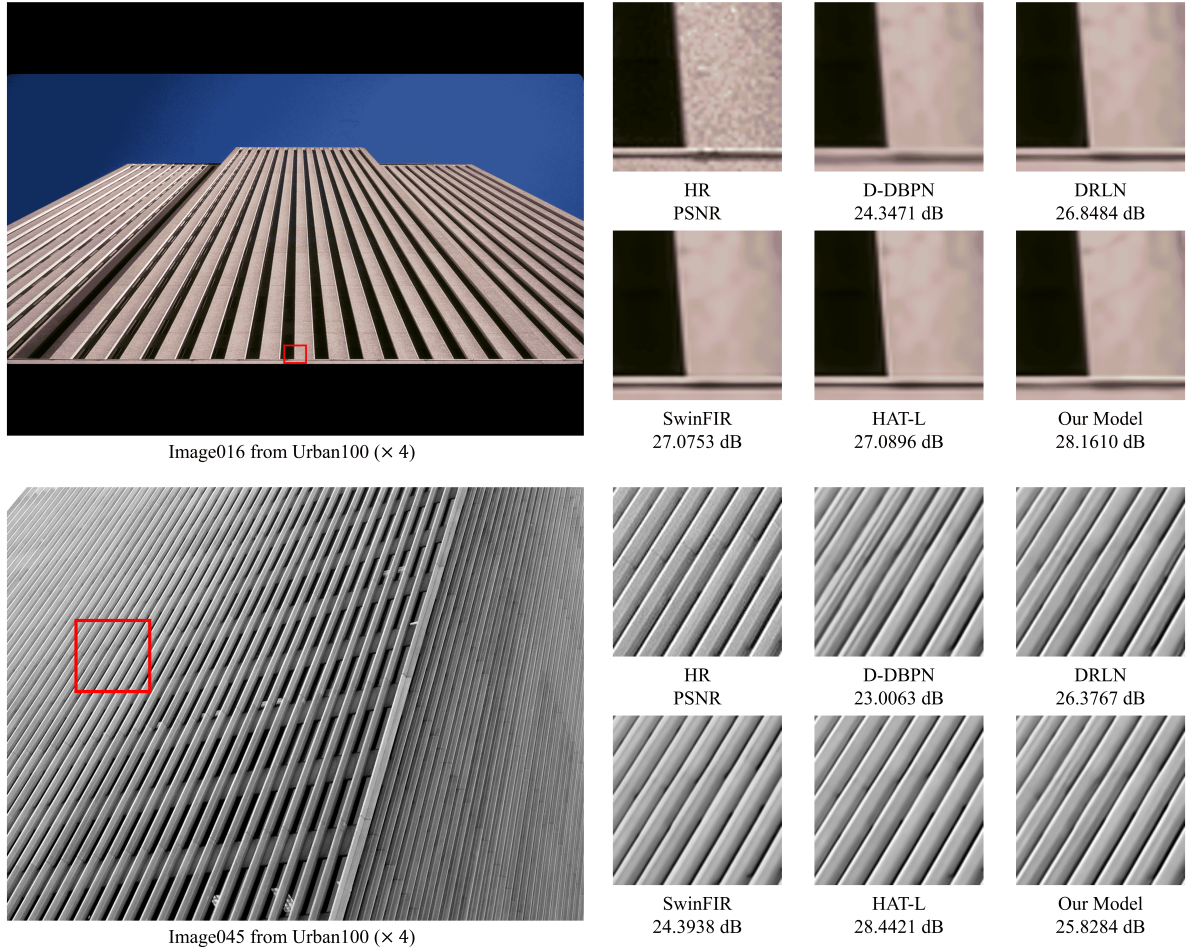 HR
PSNR
D-DBPN
24.3471 dB
DRLN
26.8484 dB
SwinFIR
27.0753 dB
HAT-L
27.0896 dB
Our Model
28.1610 dB
Image016 from Urban100 (× 4)
HR
PSNR
D-DBPN
23.0063 dB
DRLN
26.3767 dB
SwinFIR
24.3938 dB
HAT-L
28.4421 dB
Our Model
25.8284 dB
Image045 from Urban100 (× 4)